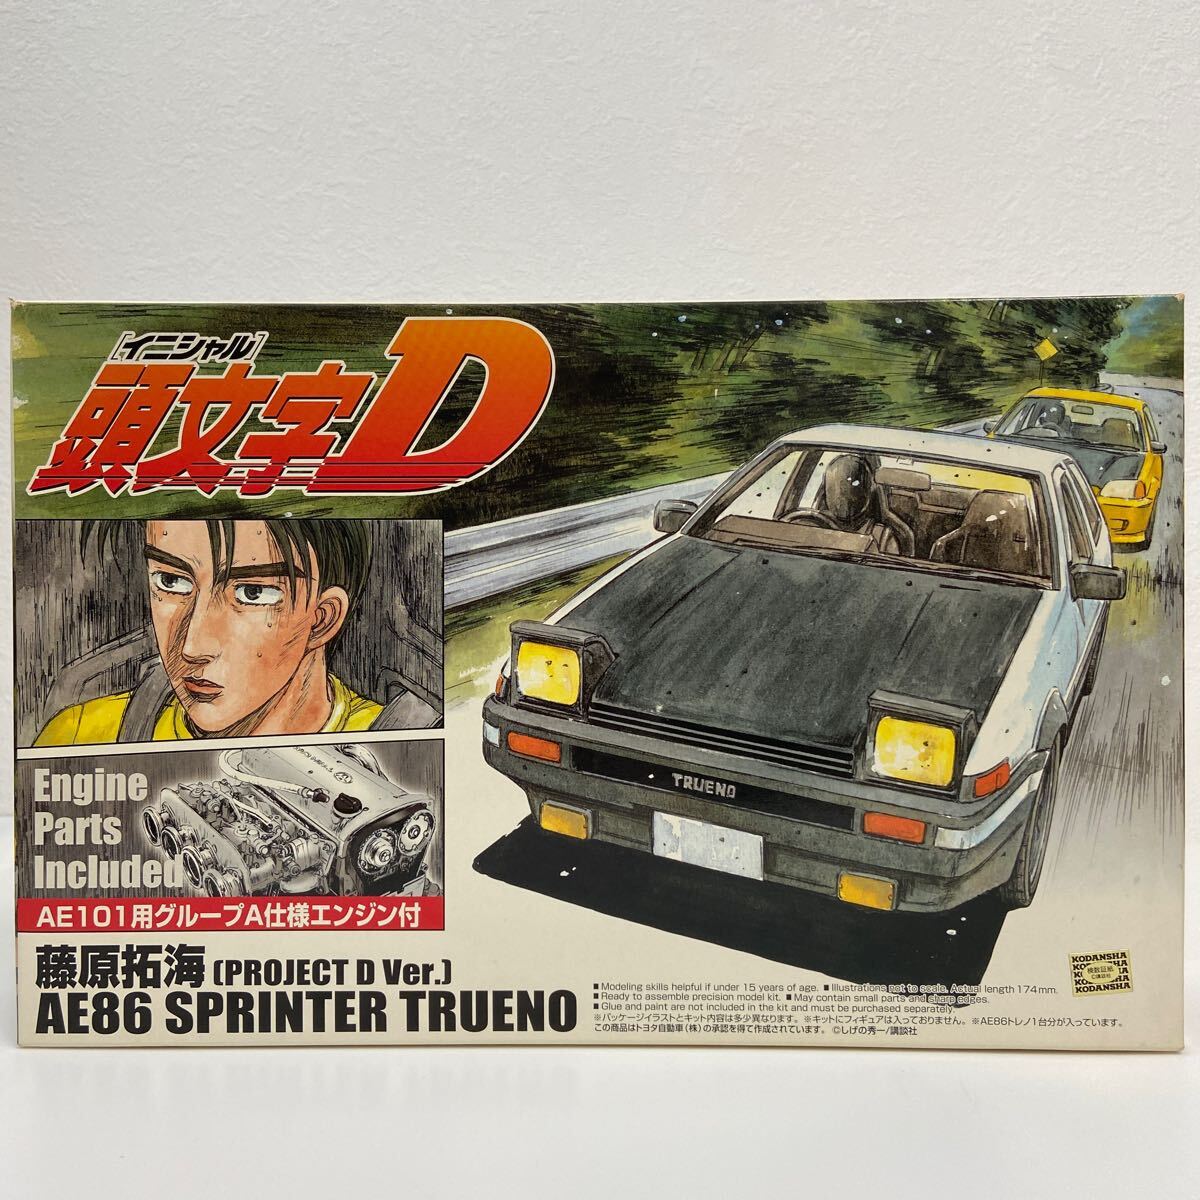 [イニシャル]
頭文字D
Engine
Parts
Included
AE101用グループA仕様エンジン付
藤原拓海(PROJECT D Ver.)
AE86 SPRINTER TRUENO
TRUENO
■Modeling skills helpful if under 15 years of age. ■Illustrations not to scale. Actual length 174mm.
■Ready to assemble precision model kit. ■May contain small parts and sharp edges.
■Glue and paint are not included in the kit and must be purchased separately.
※パッケージイラストとキット内容は多少異なります。※キットにフィギュアは入っておりません。※AE86トレノ1台分が入っています。
この商品はトヨタ自動車(株)の承認を得て作成されています。©しげの秀一/講談社
KODANSHA
検数証紙
©講談社
KODANSHA